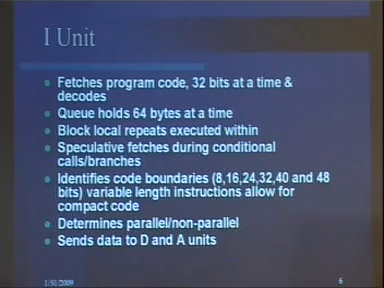 I Unit
Fetches program code, 32 bits at a time &
decodes
Queue holds 64 bytes at a time
Block local repeats executed within
Speculative fetches during conditional
calls/branches
Identifies code boundaries (8,16,24,32,40 and 48
bits) variable length instructions allow for
compact code
Determines parallel/non-parallel
Sends data to D and A units
1/31/2009
6